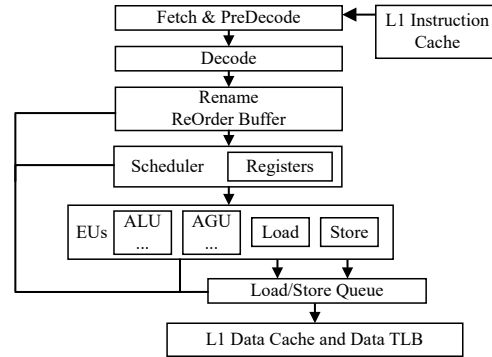 Fetch & PreDecode
L1 Instruction
Cache
Decode
Rename
ReOrder Buffer
Scheduler
Registers
EUs
ALU
...
AGU
...
Load
Store
Load/Store Queue
L1 Data Cache and Data TLB